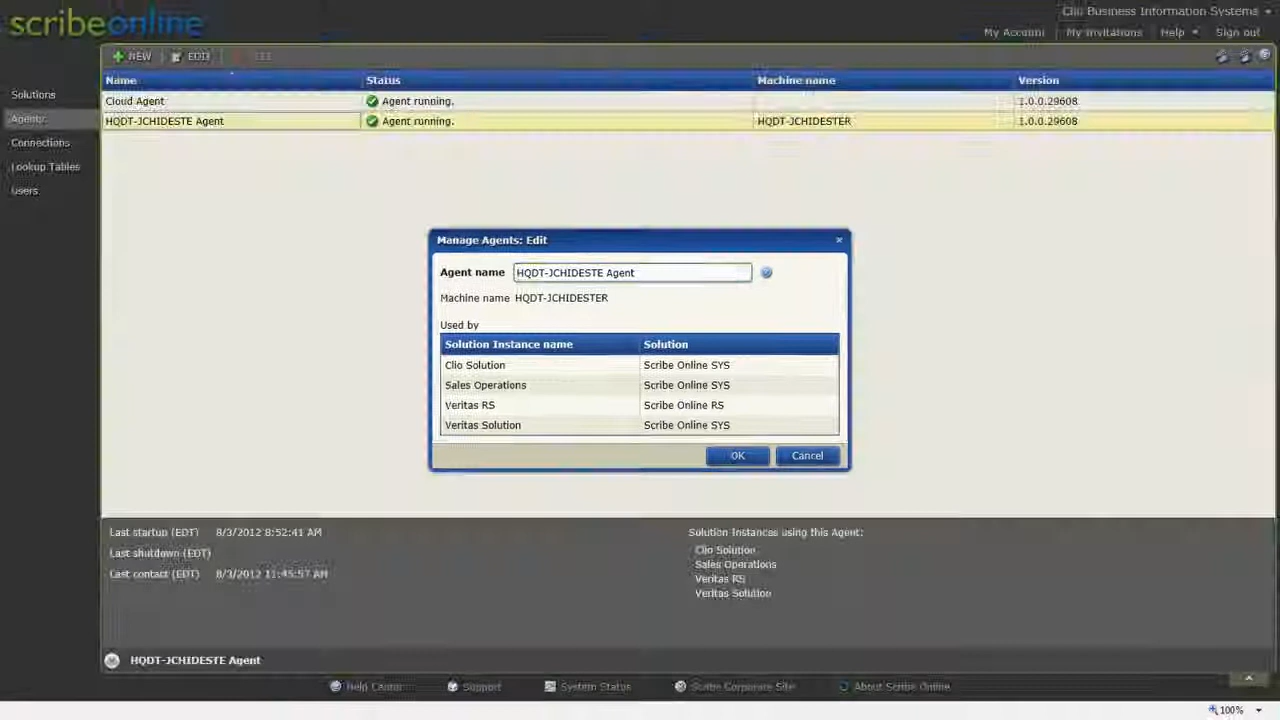 scribeonline
Clio Business Information Systems
My Account My Invitations Help Sign out
NEW EDIT
Name Status Machine name Version
Cloud Agent Agent running. 1.0.0.29608
HQDT-JCHIDESTE Agent Agent running. HQDT-JCHIDESTER 1.0.0.29608
Solutions
Agents
Connections
Lookup Tables
Users
Manage Agents: Edit
Agent name HQDT-JCHIDESTE Agent
Machine name HQDT-JCHIDESTER
Used by
Solution Instance name Solution
Clio Solution Scribe Online SYS
Sales Operations Scribe Online SYS
Veritas RS Scribe Online RS
Veritas Solution Scribe Online SYS
OK Cancel
Last startup (EDT) 8/3/2012 8:52:41 AM
Last shutdown (EDT)
Last contact (EDT) 8/3/2012 11:45:57 AM
Solution Instances using this Agent:
Clio Solution
Sales Operations
Veritas RS
Veritas Solution
HQDT-JCHIDESTE Agent
Help Center Support System Status Scribe Corporate Site About Scribe Online
100%